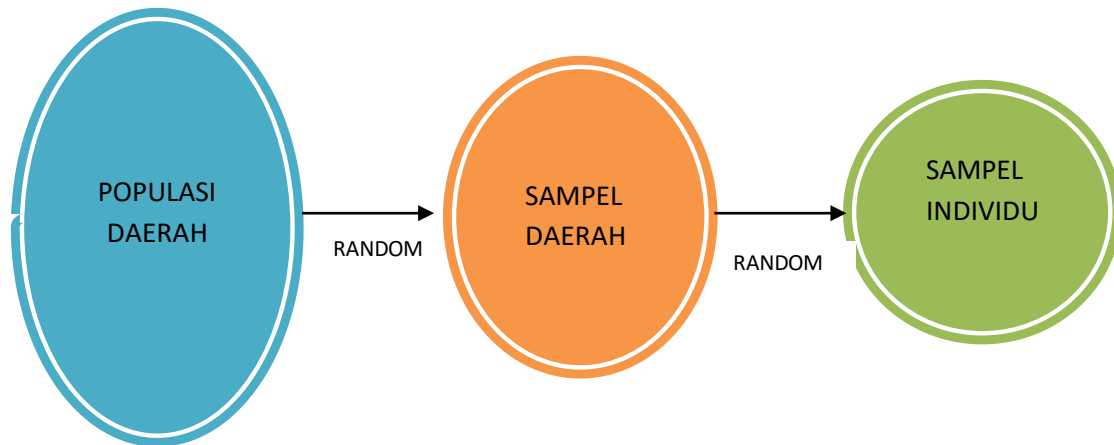 POPULASI
DAERAH
RANDOM
SAMPEL
DAERAH
RANDOM
SAMPEL
INDIVIDU